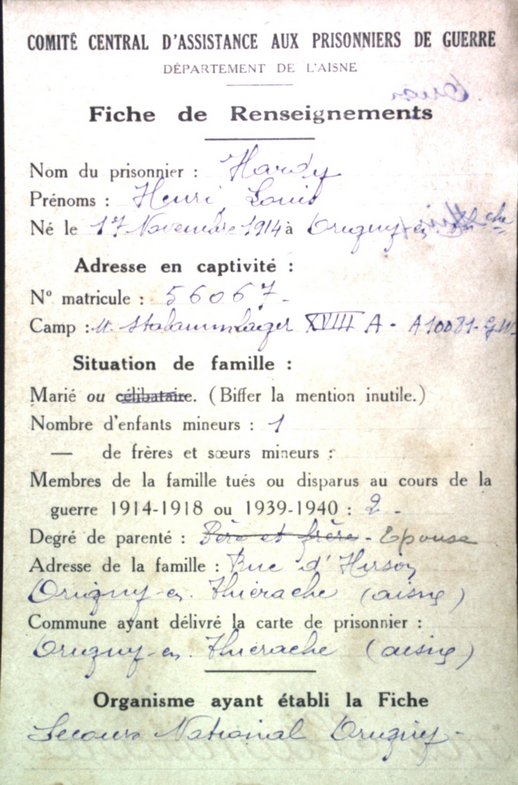 COMITÉ CENTRAL D'ASSISTANCE AUX PRISONNIERS DE GUERRE
DÉPARTEMENT DE L'AISNE
Fiche de Renseignements
Nom du prisonnier : Hardy
Prénoms : Henri Louis
Né le 17 Novembre 1914 à Origny-en
Adresse en captivité :
N° matricule : 56067-
Camp : Stalammlager XVIII A - A 10081 - G W
Situation de famille :
Marié ou célibataire. (Biffer la mention inutile.)
Nombre d'enfants mineurs : 1
— de frères et sœurs mineurs :
Membres de la famille tués ou disparus au cours de la
guerre 1914-1918 ou 1939-1940 : 2 -
Degré de parenté : Père et frère - Epouse
Adresse de la famille : Rue d'Hirson
Origny-en Thiérache (aisne)
Commune ayant délivré la carte de prisonnier :
Origny-en Thiérache (aisne)
Organisme ayant établi la Fiche
Secours National Origny -